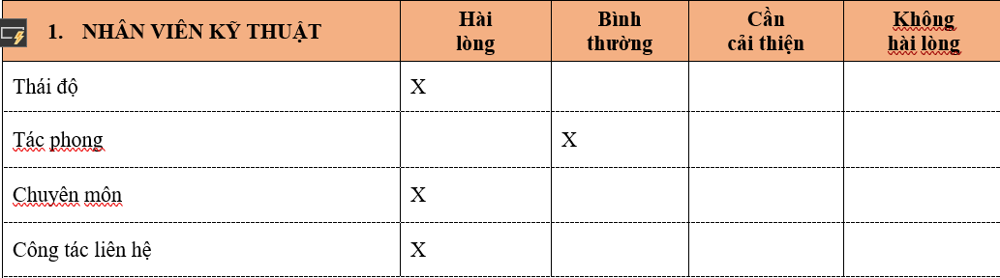 1. NHÂN VIÊN KỸ THUẬT
Hài lòng
Bình thường
Cần cải thiện
Không hài lòng
Thái độ X
Tác phong X
Chuyên môn X
Công tác liên hệ X